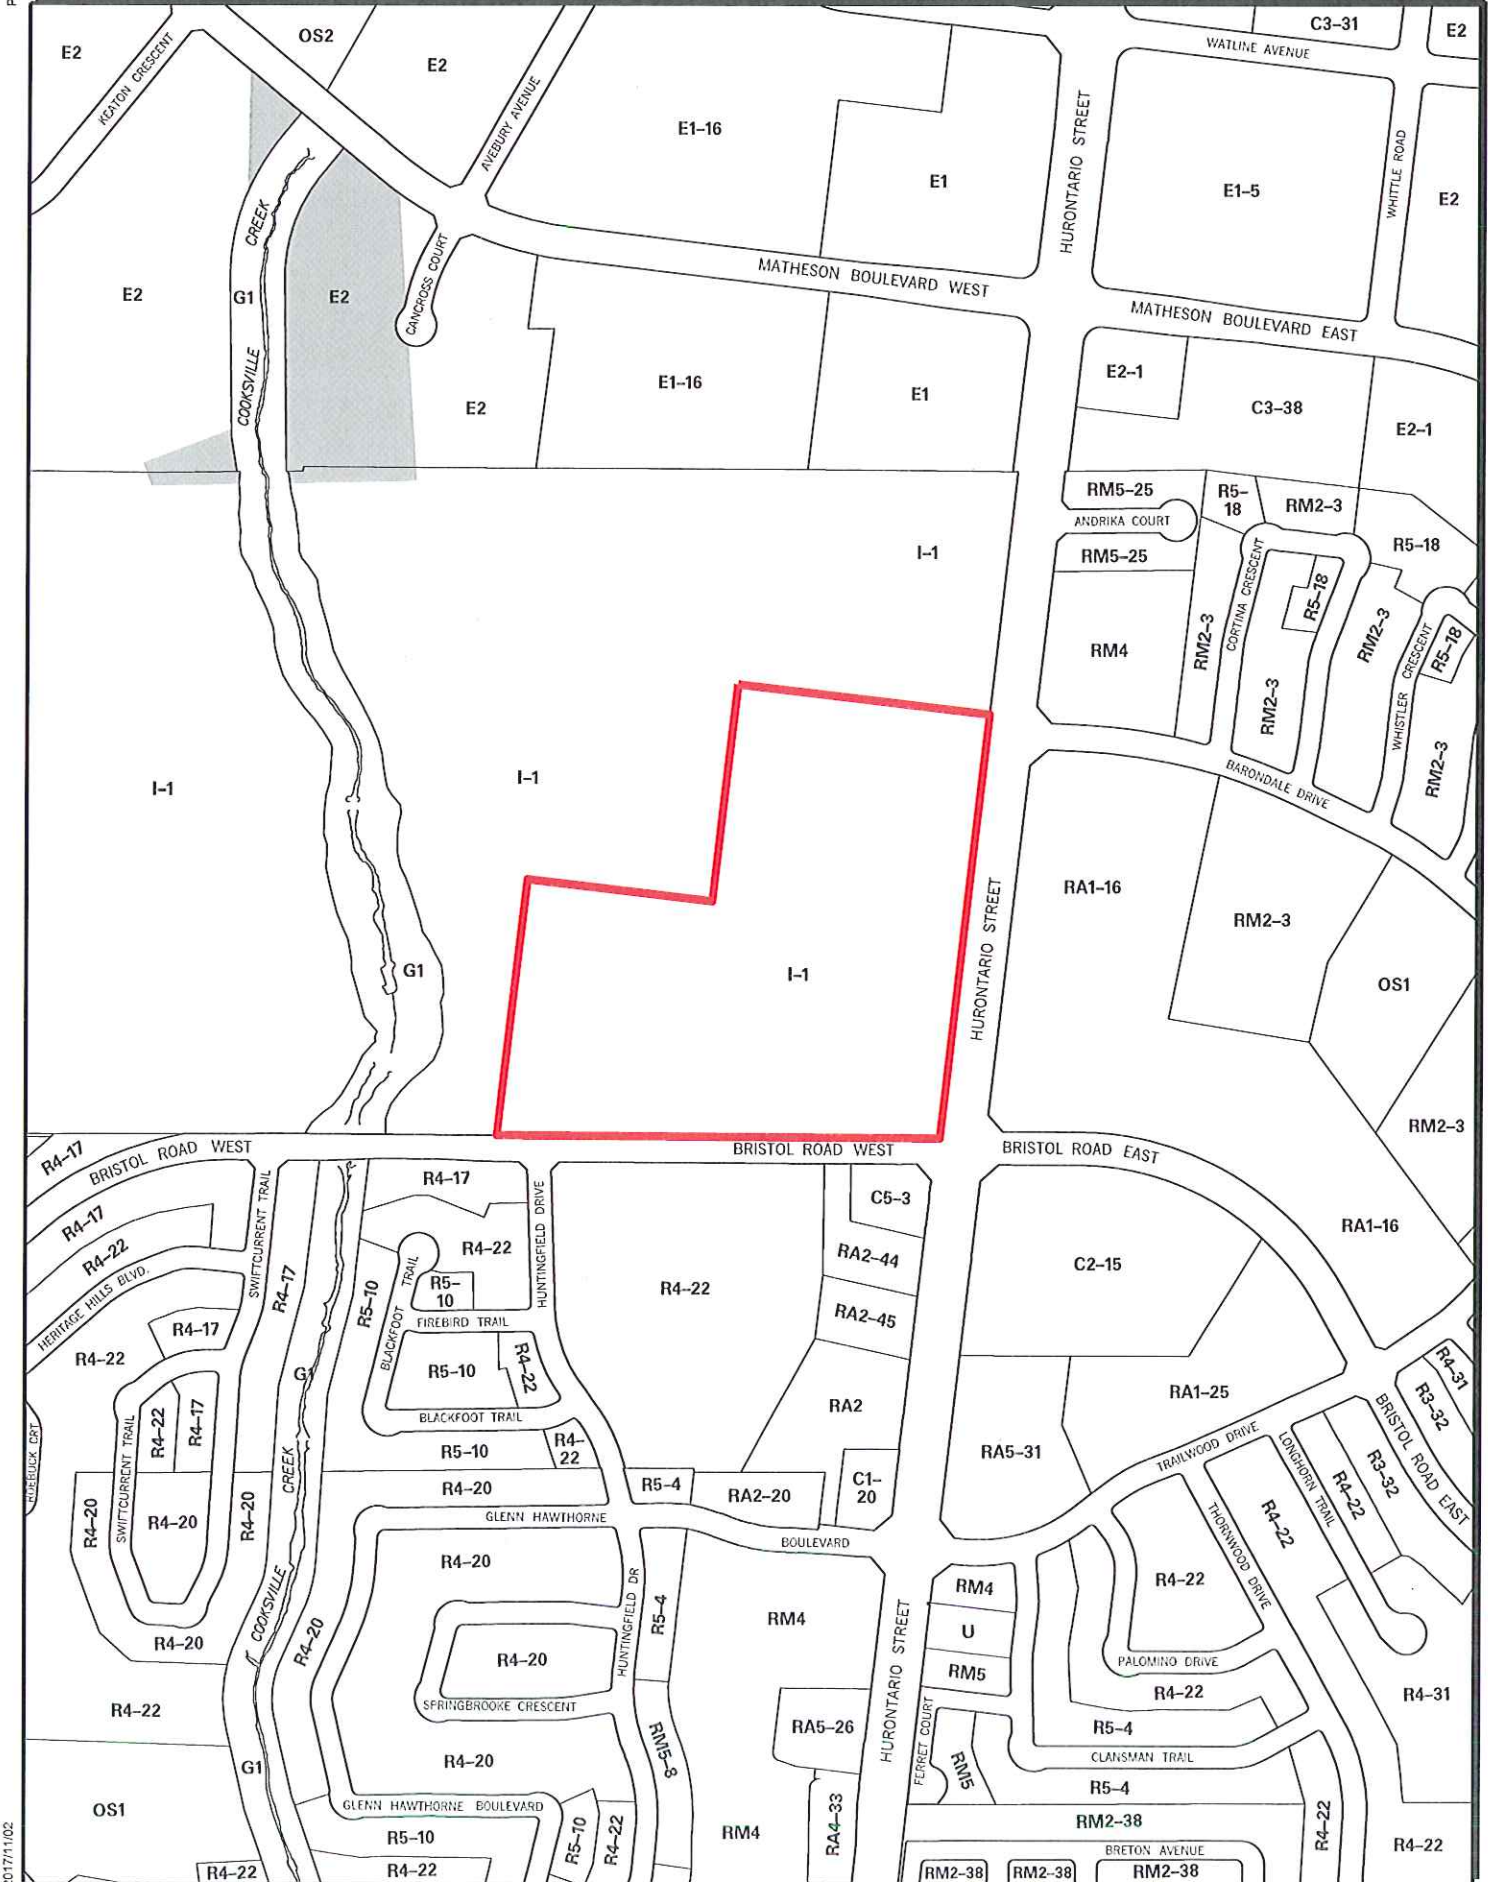 OS2
E2
E2
KEATON CRESCENT
AVEBURY AVENUE
E1–16
E1
C3–31
E2
WATLINE AVENUE
HURONTARIO STREET
E1–5
WHITTLE ROAD
E2
CREEK
E2
G1
E2
COOKSVILLE
CANCROSS COURT
MATHESON BOULEVARD WEST
MATHESON BOULEVARD EAST
E2
E1–16
E1
E2–1
C3–38
E2–1
RM5–25
R5–
18
RM2–3
ANDRIKA COURT
RM5–25
R5–18
I–1
R5–18
CORTINA CRESCENT
RM4
RM2–3
RM2–3
RM2–3
WHISTLER CRESCENT
R5–18
RM2–3
BARONDALE DRIVE
I–1
I–1
RA1–16
RM2–3
OS1
G1
I–1
HURONTARIO STREET
RM2–3
R4–17
BRISTOL ROAD WEST
BRISTOL ROAD WEST
BRISTOL ROAD EAST
R4–17
R4–22
HERITAGE HILLS BLVD.
SWIFTCURRENT TRAIL
R4–17
R4–17
R4–22
HUNTINGFIELD DRIVE
C5–3
RA2–44
RA1–16
C2–15
R5–10
BLACKFOOT TRAIL
R5–
10
FIREBIRD TRAIL
R4–22
RA2–45
R4–17
R4–22
G1
R5–10
R4–22
RA2
RA1–25
R4–31
R3–32
BRISTOL ROAD EAST
ROEBUCK CRT
SWIFTCURRENT TRAIL
R4–22
R4–17
BLACKFOOT TRAIL
R5–10
R4–
22
RA5–31
TRAILWOOD DRIVE
LONGHORN TRAIL
R4–22
R3–32
CREEK
R4–20
R4–20
R4–20
R4–20
R5–4
RA2–20
C1–
20
GLENN HAWTHORNE
BOULEVARD
THORNWOOD DRIVE
R4–22
COOKSVILLE
R4–20
R4–20
R4–20
HUNTINGFIELD DR
R5–4
RM4
RM4
U
RM5
R4–22
PALOMINO DRIVE
R4–22
R4–31
R4–20
SPRINGBROOKE CRESCENT
R4–22
RM5–8
RA5–26
HURONTARIO STREET
FERRET COURT
RM5
R5–4
CLANSMAN TRAIL
R5–4
G1
R4–20
OS1
GLENN HAWTHORNE BOULEVARD
R5–10
R5–10
R4–22
RM4
RA4–33
RM2–38
R4–22
R4–22
BRETON AVENUE
R4–22
R4–22
RM2–38
RM2–38
RM2–38
2017/11/02